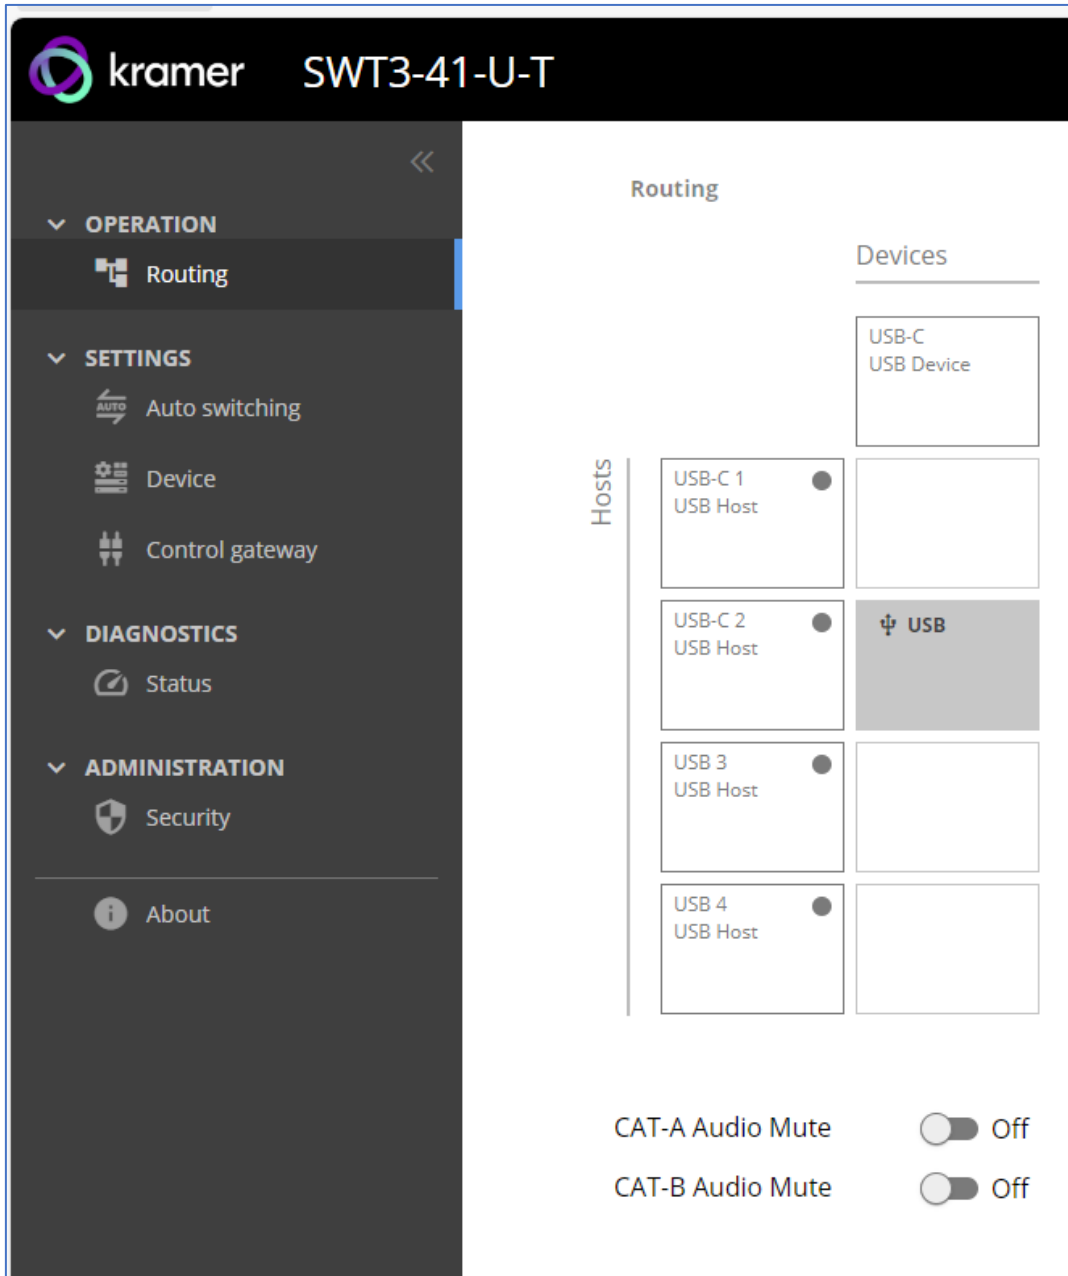 kramer SWT3-41-U-T
OPERATION
Routing
SETTINGS
AUTO Auto switching
Device
Control gateway
DIAGNOSTICS
Status
ADMINISTRATION
Security
About
Routing
Devices
USB-C
USB Device
Hosts
USB-C 1
USB Host
USB-C 2
USB Host
USB
USB 3
USB Host
USB 4
USB Host
CAT-A Audio Mute Off
CAT-B Audio Mute Off